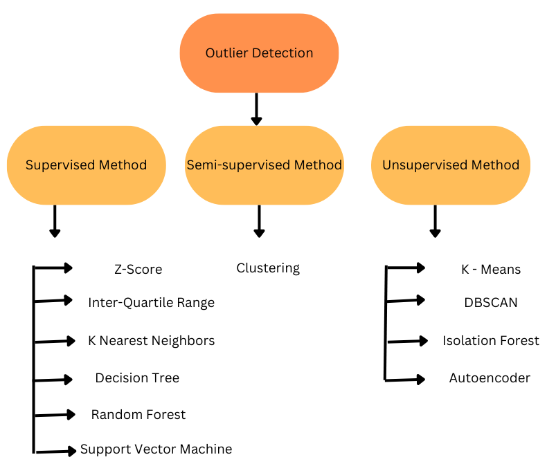 Outlier Detection
Supervised Method
Semi-supervised Method
Unsupervised Method
Z-Score
Inter-Quartile Range
K Nearest Neighbors
Decision Tree
Random Forest
Support Vector Machine
Clustering
K - Means
DBSCAN
Isolation Forest
Autoencoder